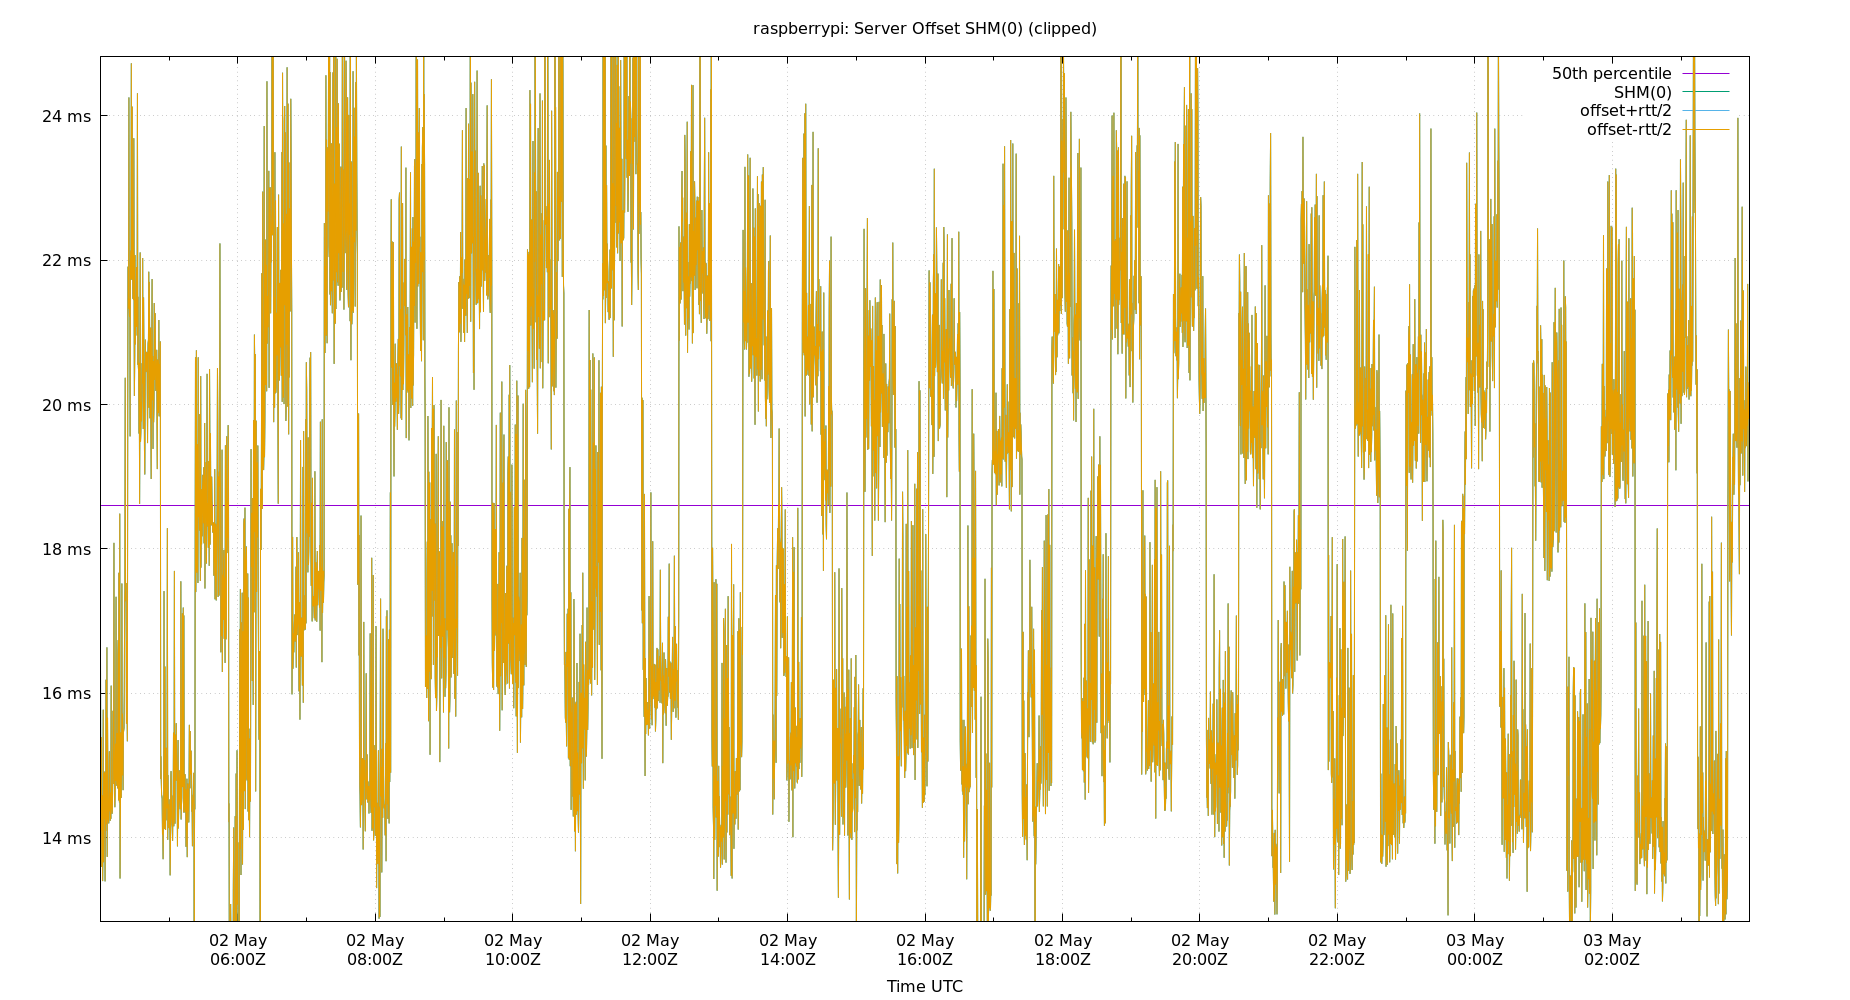 raspberrypi: Server Offset SHM(0) (clipped)
50th percentile
SHM(0)
offset+rtt/2
offset-rtt/2
24 ms
22 ms
20 ms
18 ms
16 ms
14 ms
02 May 02 May 02 May 02 May 02 May 02 May 02 May 02 May 02 May 03 May 03 May
06:00Z 08:00Z 10:00Z 12:00Z 14:00Z 16:00Z 18:00Z 20:00Z 22:00Z 00:00Z 02:00Z
Time UTC